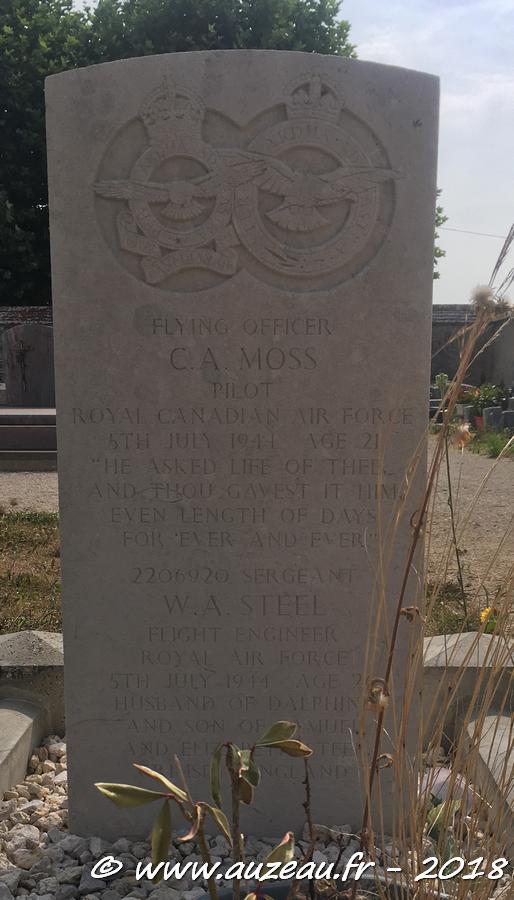 FLYING OFFICER
C.A. MOSS
PILOT
ROYAL CANADIAN AIR FORCE
5TH JULY 1944 AGE 21
"HE ASKED LIFE OF THEE,
AND THOU GAVEST IT HIM,
EVEN LENGTH OF DAYS
FOR EVER AND EVER"
2206920 SERGEANT
W.A. STEEL
FLIGHT ENGINEER
ROYAL AIR FORCE
5TH JULY 1944 AGE
HUSBAND OF DALPHIN
AND SON OF SAMUEL
AND
ENGLAND
© www.auzeau.fr - 2018